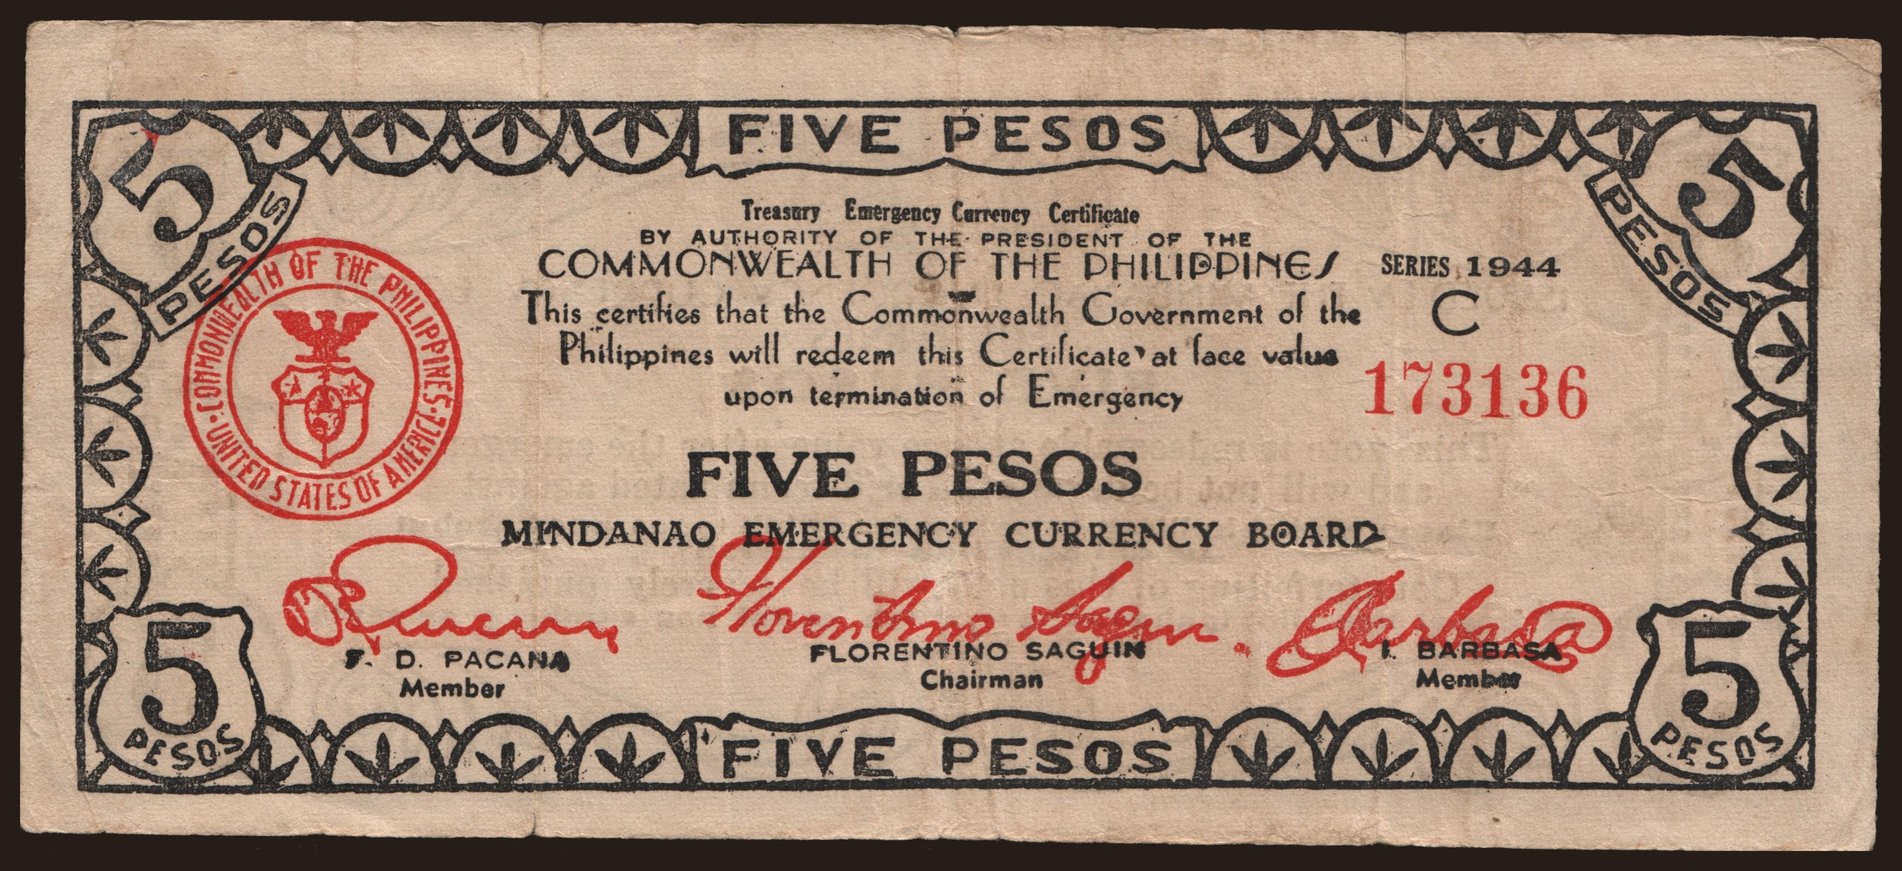 5 PESOS
FIVE PESOS
5 PESOS
Treasury Emergency Currency Certificate
BY AUTHORITY OF THE PRESIDENT OF THE
COMMONWEALTH OF THE PHILIPPINES
SERIES 1944
This certifies that the Commonwealth Government of the
C
Philippines will redeem this Certificate at face value
173136
upon termination of Emergency
COMMONWEALTH OF THE PHILIPPINES
UNITED STATES OF AMERICA
FIVE PESOS
MINDANAO EMERGENCY CURRENCY BOARD
Florentino Saguin
Barbasa
F. D. PACANA
FLORENTINO SAGUIN
I. BARBASA
Member
Chairman
Member
5 PESOS
FIVE PESOS
5 PESOS